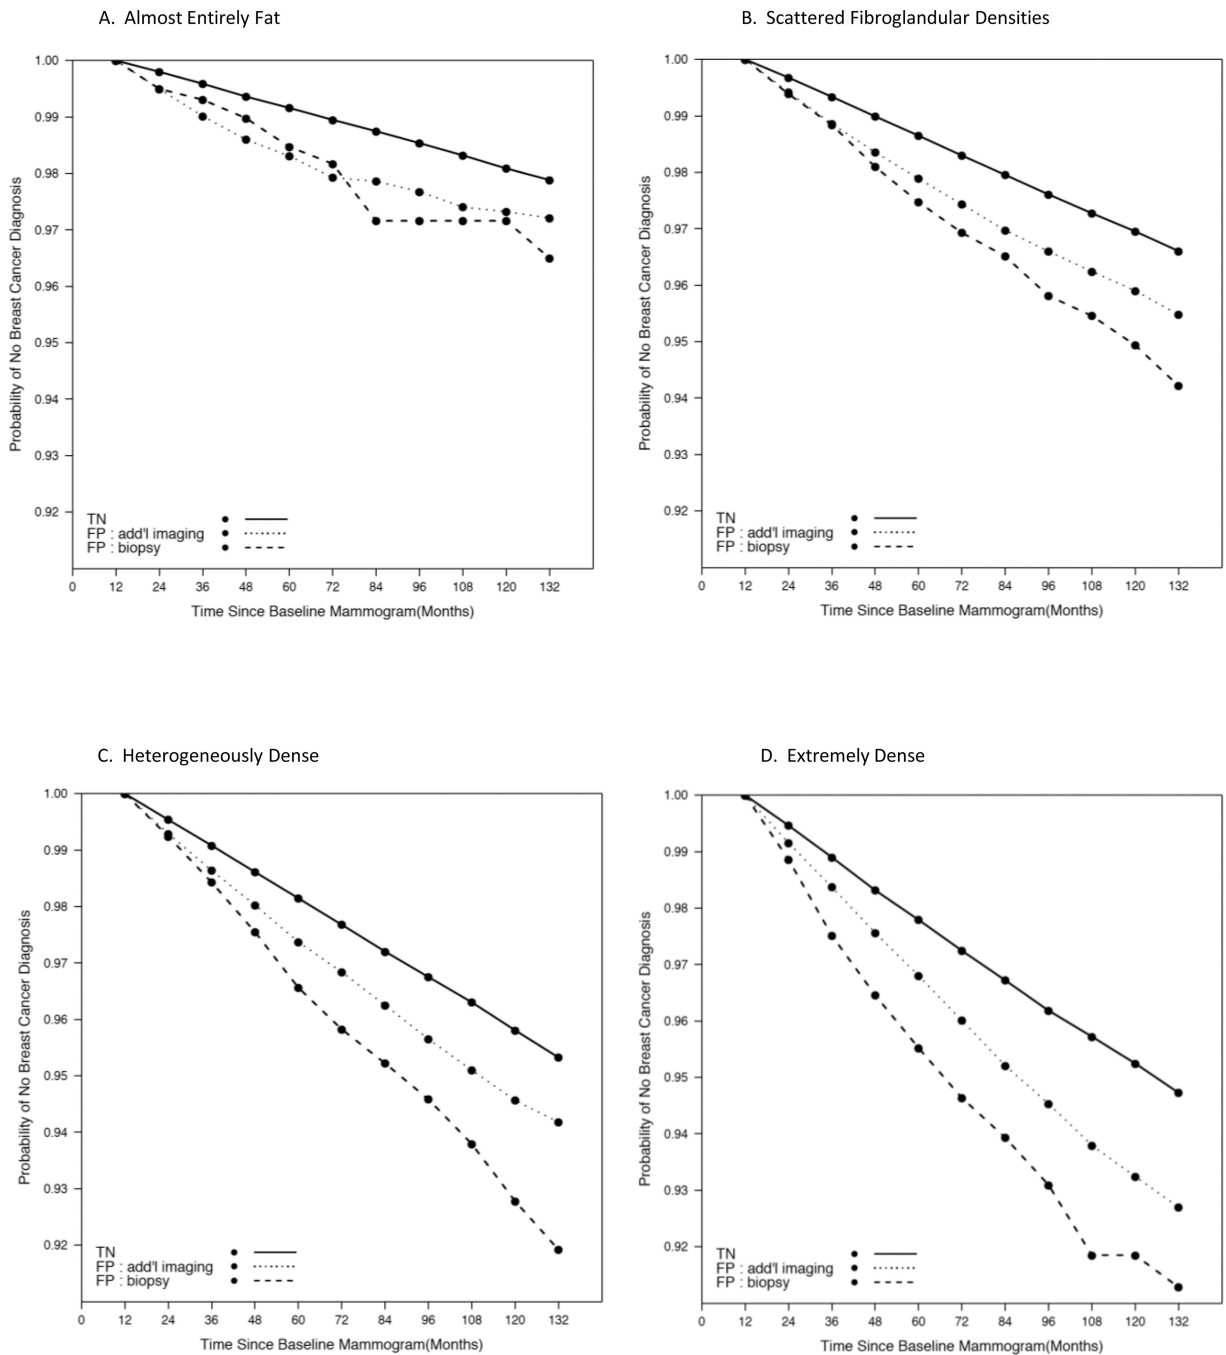 A. Almost Entirely Fat
Probability of No Breast Cancer Diagnosis
1.00
0.99
0.98
0.97
0.96
0.95
0.94
0.93
0.92
TN
FP : add'l imaging
FP : biopsy
0 12 24 36 48 60 72 84 96 108 120 132
Time Since Baseline Mammogram(Months)
B. Scattered Fibroglandular Densities
Probability of No Breast Cancer Diagnosis
1.00
0.99
0.98
0.97
0.96
0.95
0.94
0.93
0.92
TN
FP : add'l imaging
FP : biopsy
0 12 24 36 48 60 72 84 96 108 120 132
Time Since Baseline Mammogram(Months)
C. Heterogeneously Dense
Probability of No Breast Cancer Diagnosis
1.00
0.99
0.98
0.97
0.96
0.95
0.94
0.93
0.92
TN
FP : add'l imaging
FP : biopsy
0 12 24 36 48 60 72 84 96 108 120 132
Time Since Baseline Mammogram(Months)
D. Extremely Dense
Probability of No Breast Cancer Diagnosis
1.00
0.99
0.98
0.97
0.96
0.95
0.94
0.93
0.92
TN
FP : add'l imaging
FP : biopsy
0 12 24 36 48 60 72 84 96 108 120 132
Time Since Baseline Mammogram(Months)